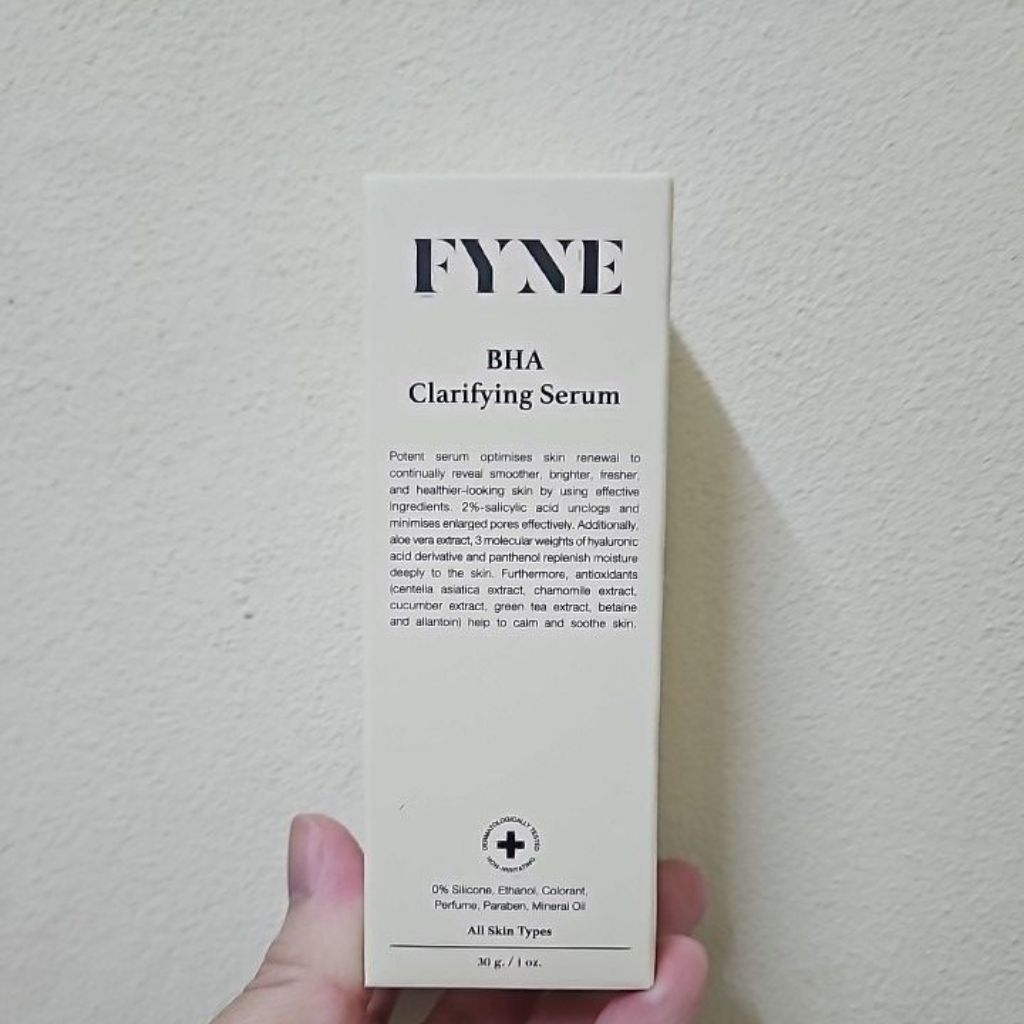 FYNE
BHA
Clarifying Serum
Potent serum optimises skin renewal to
continually reveal smoother, brighter, fresher,
and healthier-looking skin by using effective
ingredients. 2%-salicylic acid unclogs and
minimises enlarged pores effectively. Additionally,
aloe vera extract, 3 molecular weights of hyaluronic
acid derivative and panthenol replenish moisture
deeply to the skin. Furthermore, antioxidants
(centella asiatica extract, chamomile extract,
cucumber extract, green tea extract, betaine
and allantoin) help to calm and soothe skin.
DERMATOLOGICALLY TESTED
NON-IRRITATING
0% Silicone, Ethanol, Colorant,
Perfume, Paraben, Mineral Oil
All Skin Types
30 g. / 1 oz.